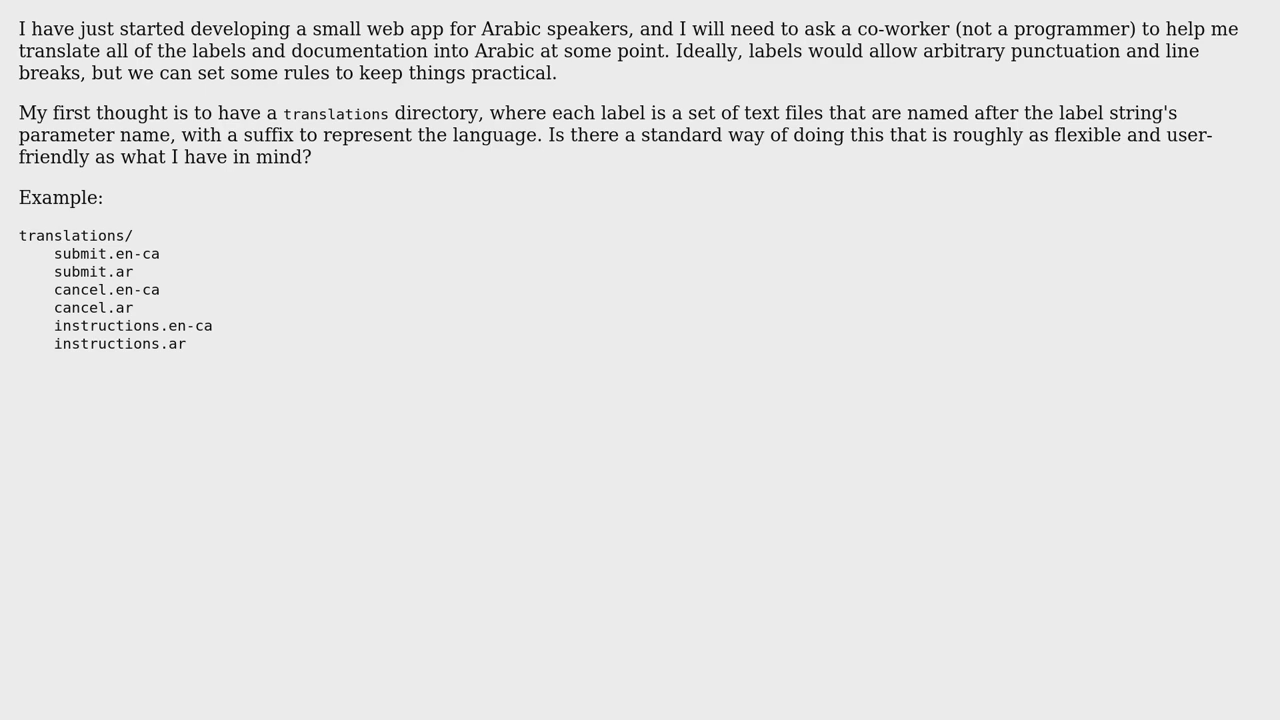 I have just started developing a small web app for Arabic speakers, and I will need to ask a co-worker (not a programmer) to help me
translate all of the labels and documentation into Arabic at some point. Ideally, labels would allow arbitrary punctuation and line
breaks, but we can set some rules to keep things practical.
My first thought is to have a translations directory, where each label is a set of text files that are named after the label string's
parameter name, with a suffix to represent the language. Is there a standard way of doing this that is roughly as flexible and user-
friendly as what I have in mind?
Example:
translations/
    submit.en-ca
    submit.ar
    cancel.en-ca
    cancel.ar
    instructions.en-ca
    instructions.ar